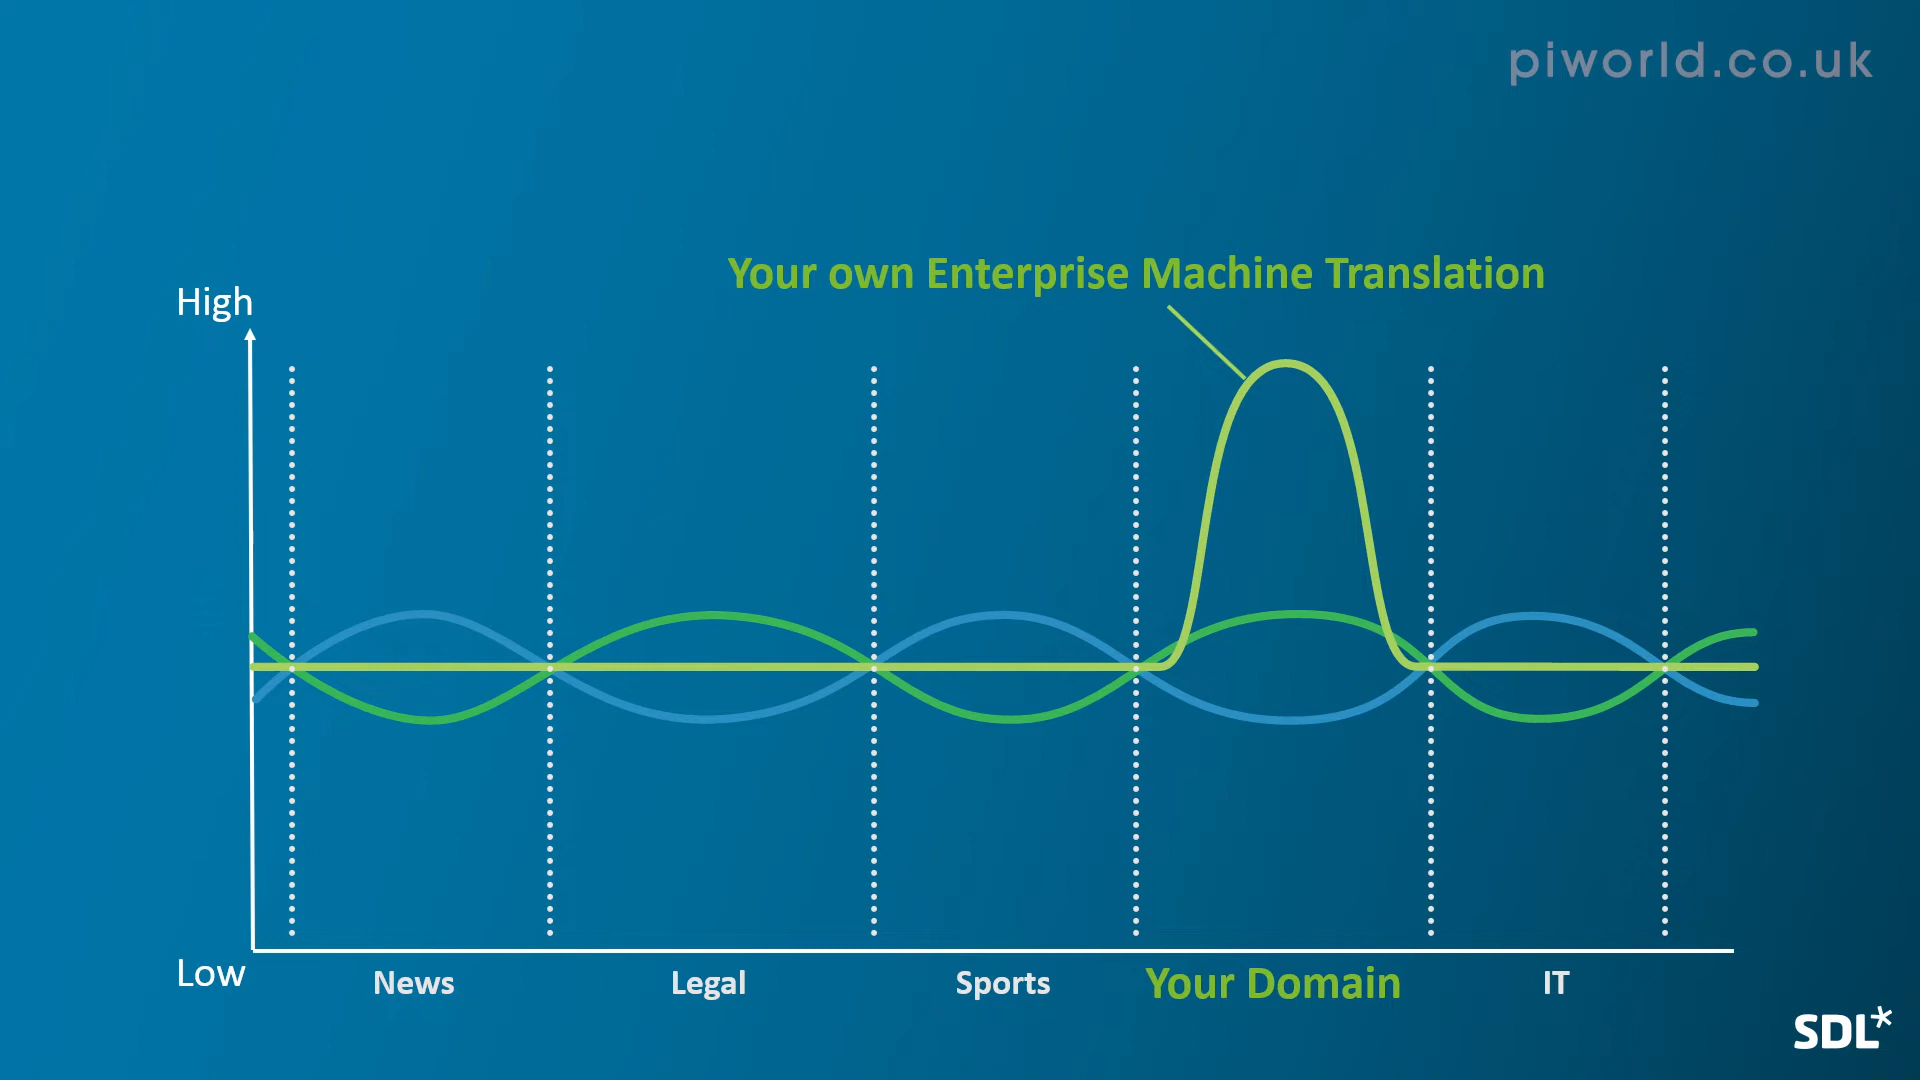 piworld.co.uk
Your own Enterprise Machine Translation
High
Low
News
Legal
Sports
Your Domain
IT
SDL*